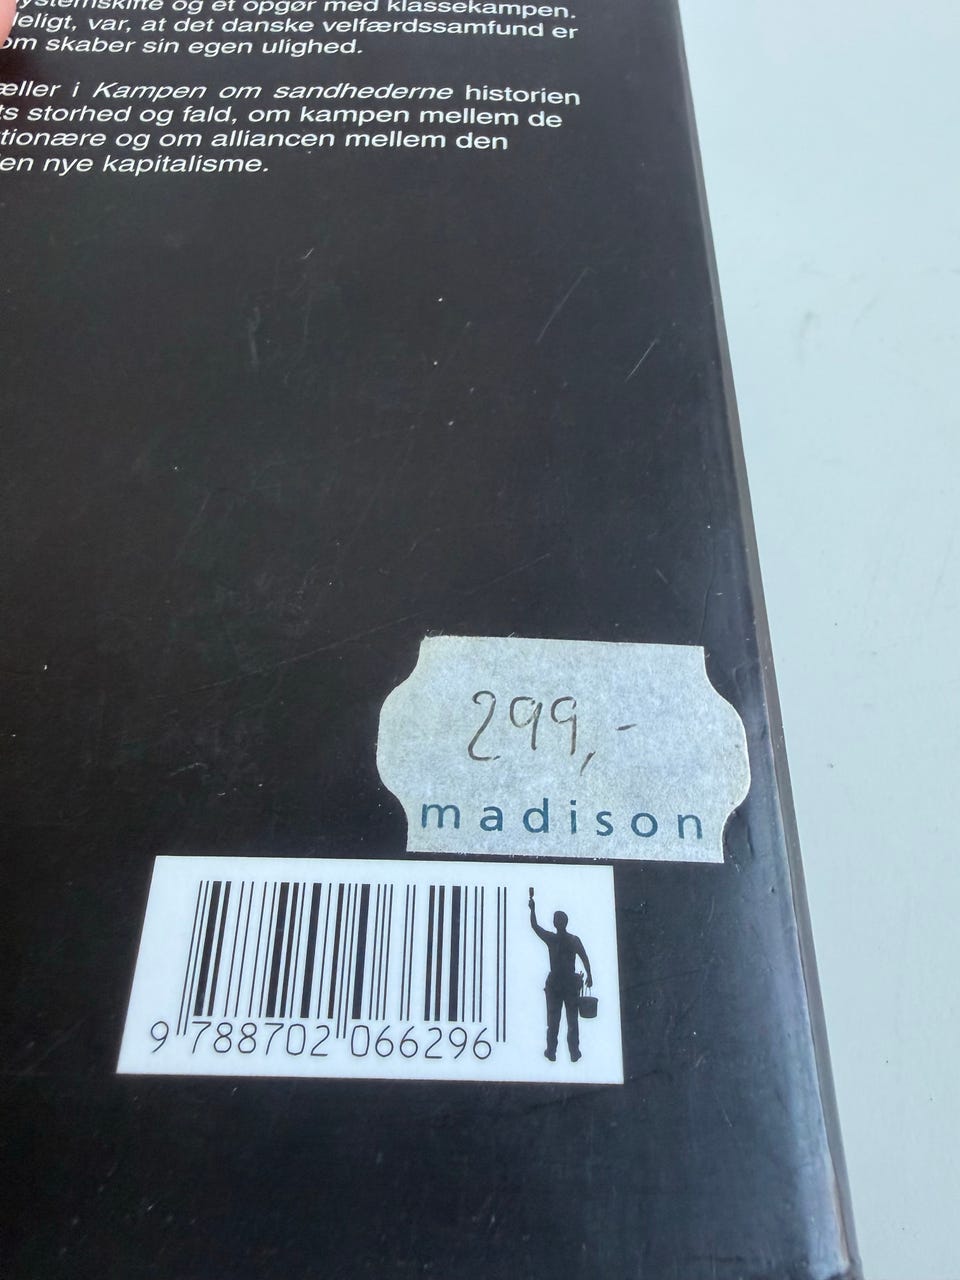 systemskifte og et opgør med klassekampen.
leligt, var, at det danske velfærdssamfund er
om skaber sin egen ulighed.
æller i Kampen om sandhederne historien
ts storhed og fald, om kampen mellem de
tionære og om alliancen mellem den
en nye kapitalisme.
299,-
madison
9 788702 066296